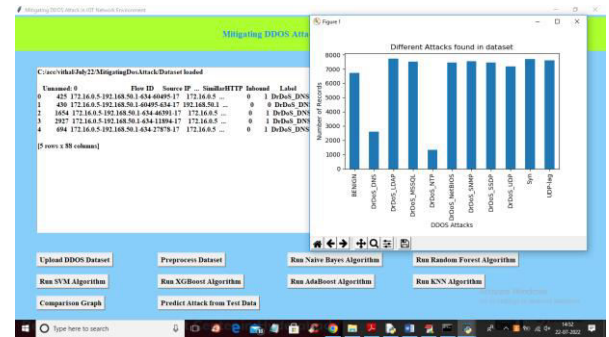 Mitigating DDOS Attack in IOT Network Environment
Mitigating DDOS Atta
C:/acer/vithal/July22/MitigatingDosAttack/Dataset loaded
Unnamed: 0 Flow ID Source IP ... SimillarHTTP Inbound Label
0 425 172.16.0.5-192.168.50.1-634-60495-17 172.16.0.5 ... 0 1 DrDoS_DNS
1 430 172.16.0.5-192.168.50.1-60495-634-17 192.168.50.1 ... 0 0 DrDoS_DNS
2 1654 172.16.0.5-192.168.50.1-634-46391-17 172.16.0.5 ... 0 1 DrDoS_DNS
3 2927 172.16.0.5-192.168.50.1-634-11894-17 172.16.0.5 ... 0 1 DrDoS_DNS
4 694 172.16.0.5-192.168.50.1-634-27878-17 172.16.0.5 ... 0 1 DrDoS_DNS
[5 rows x 88 columns]
Figure 1
Different Attacks found in dataset
Number of Records
8000
7000
6000
5000
4000
3000
2000
1000
0
BENIGN
DrDoS_DNS
DrDoS_LDAP
DrDoS_MSSQL
DrDoS_NTP
DrDoS_NetBIOS
DrDoS_SNMP
DrDoS_SSDP
DrDoS_UDP
Syn
UDP-lag
DDOS Attacks
Upload DDOS Dataset
Preprocess Dataset
Run Naive Bayes Algorithm
Run Random Forest Algorithm
Run SVM Algorithm
Run XGBoost Algorithm
Run AdaBoost Algorithm
Run KNN Algorithm
Comparison Graph
Predict Attack from Test Data
Type here to search
14:52
22-07-2022